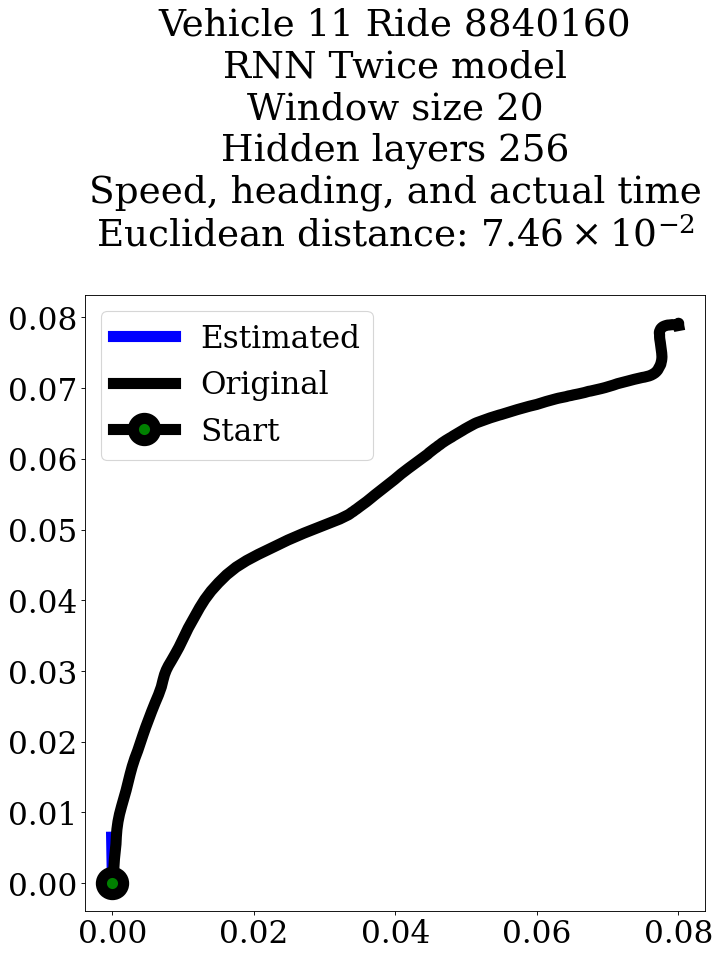 Vehicle 11 Ride 8840160
RNN Twice model
Window size 20
Hidden layers 256
Speed, heading, and actual time
Euclidean distance: 7.46 × 10⁻²
Estimated
Original
Start
0.08
0.07
0.06
0.05
0.04
0.03
0.02
0.01
0.00
0.00 0.02 0.04 0.06 0.08